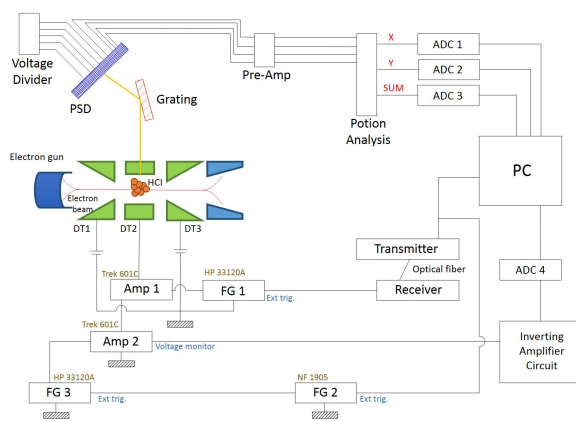 Voltage
Divider
PSD
Grating
Pre-Amp
X
Y
SUM
Potion
Analysis
ADC 1
ADC 2
ADC 3
PC
Electron gun
Electron
beam
HCI
DT1
DT2
DT3
Transmitter
Optical fiber
Receiver
ADC 4
Trek 601C
Amp 1
HP 33120A
FG 1
Ext trig.
Trek 601C
Amp 2
Voltage monitor
Inverting
Amplifier
Circuit
HP 33120A
FG 3
Ext trig.
NF 1905
FG 2
Ext trig.